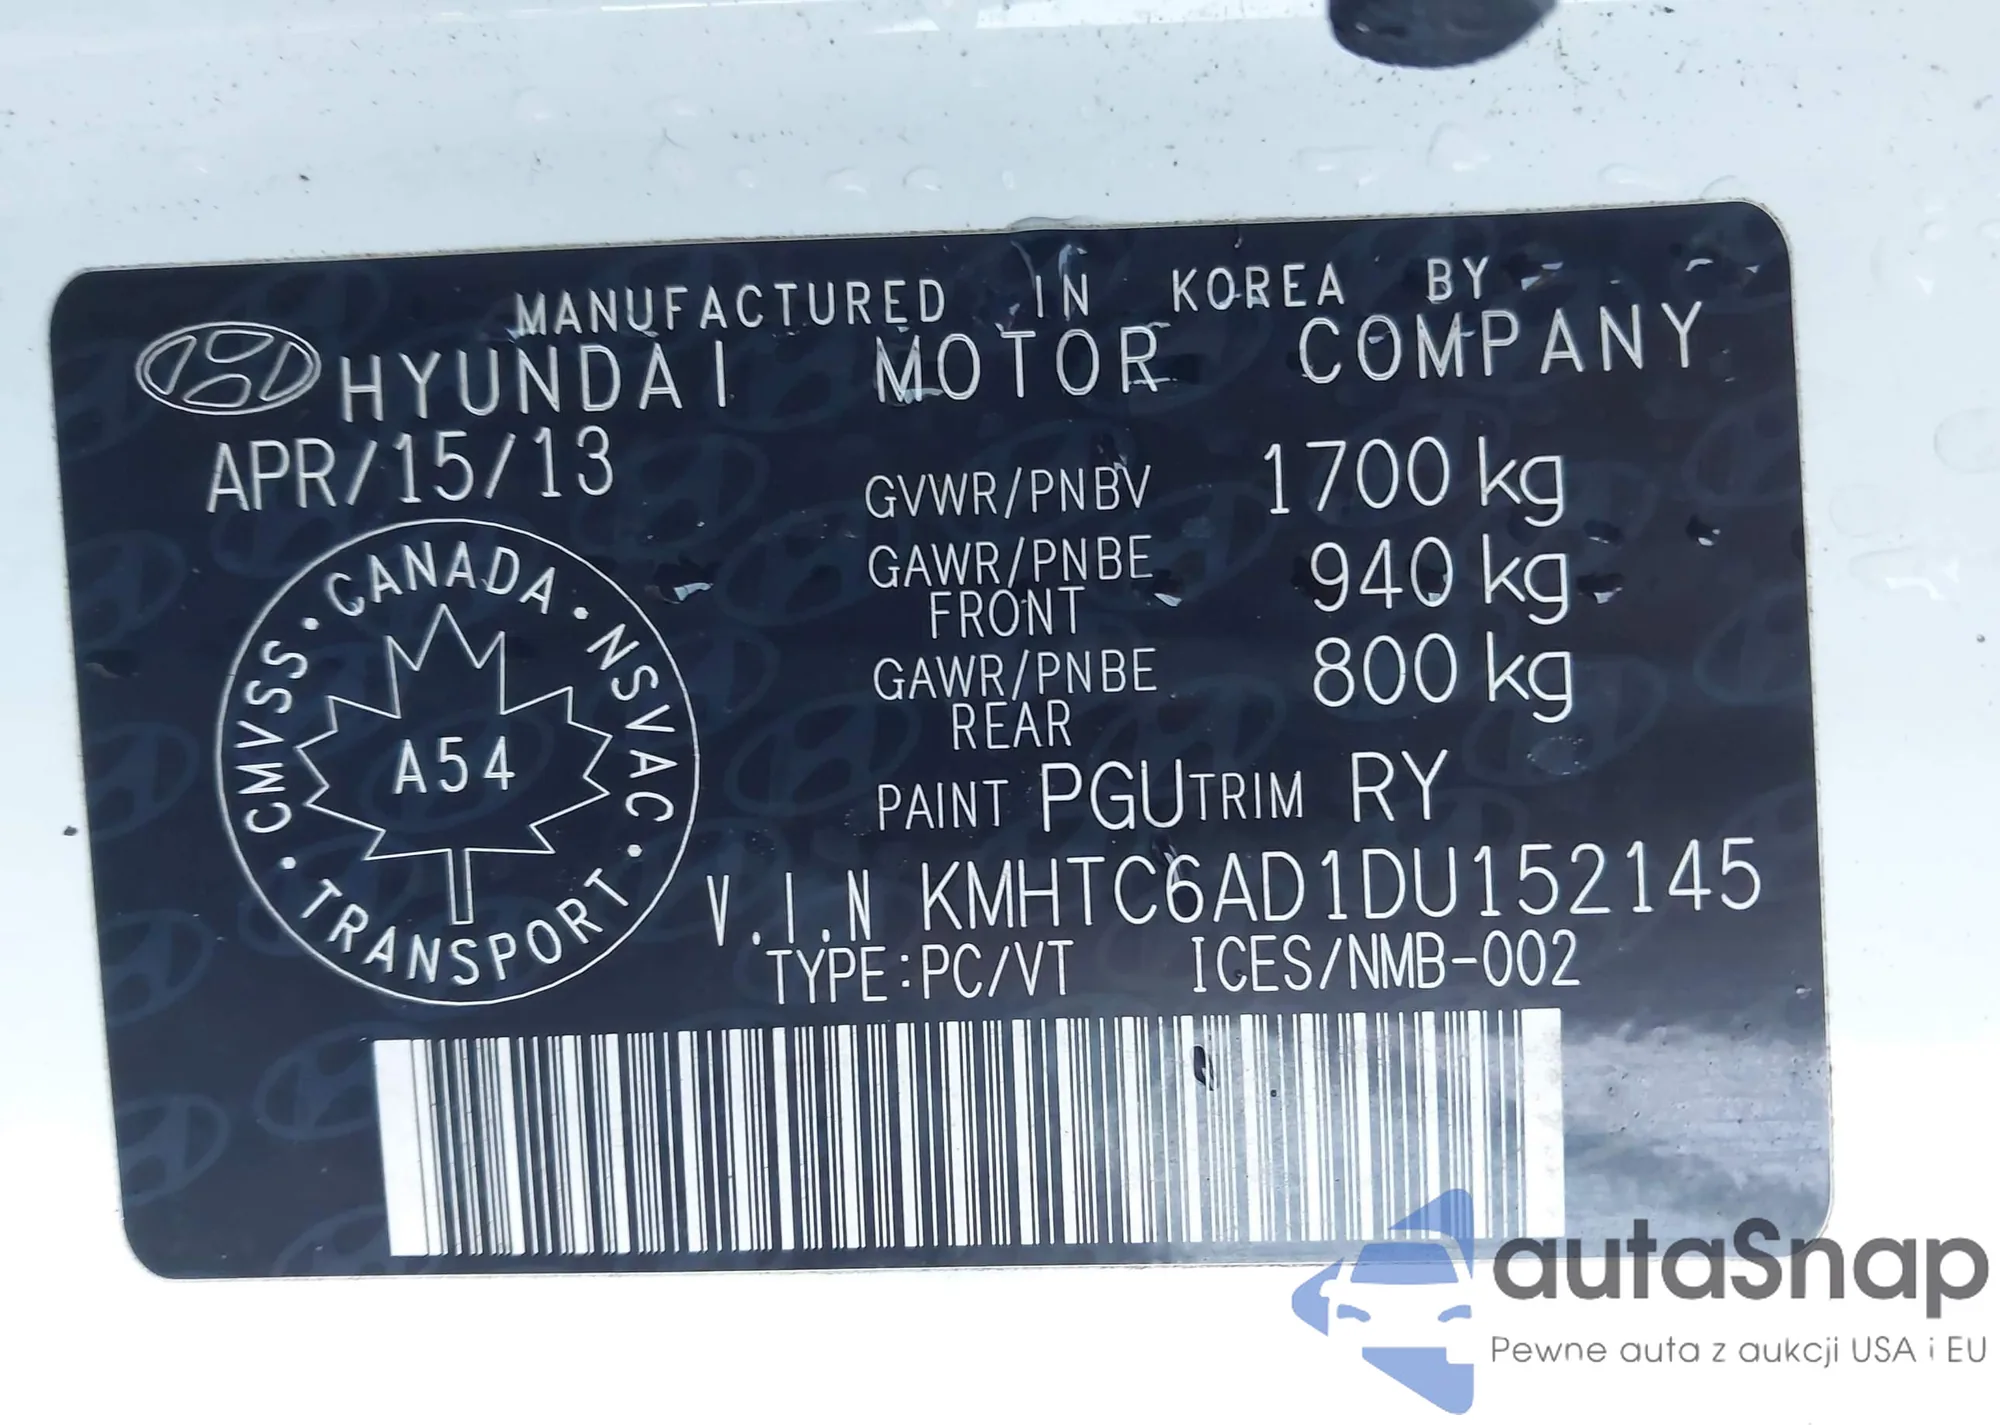 MANUFACTURED IN KOREA BY
HYUNDAI MOTOR COMPANY
APR/15/13
GVWR/PNBV 1700 kg
GAWR/PNBE FRONT 940 kg
GAWR/PNBE REAR 800 kg
PAINT PGU TRIM RY
V.I.N KMHTC6AD1DU152145
TYPE:PC/VT ICES/NMB-002
CMVSS · CANADA · NSVAC · TRANSPORT ·
A54
autaSnap
Pewne auta z aukcji USA i EU